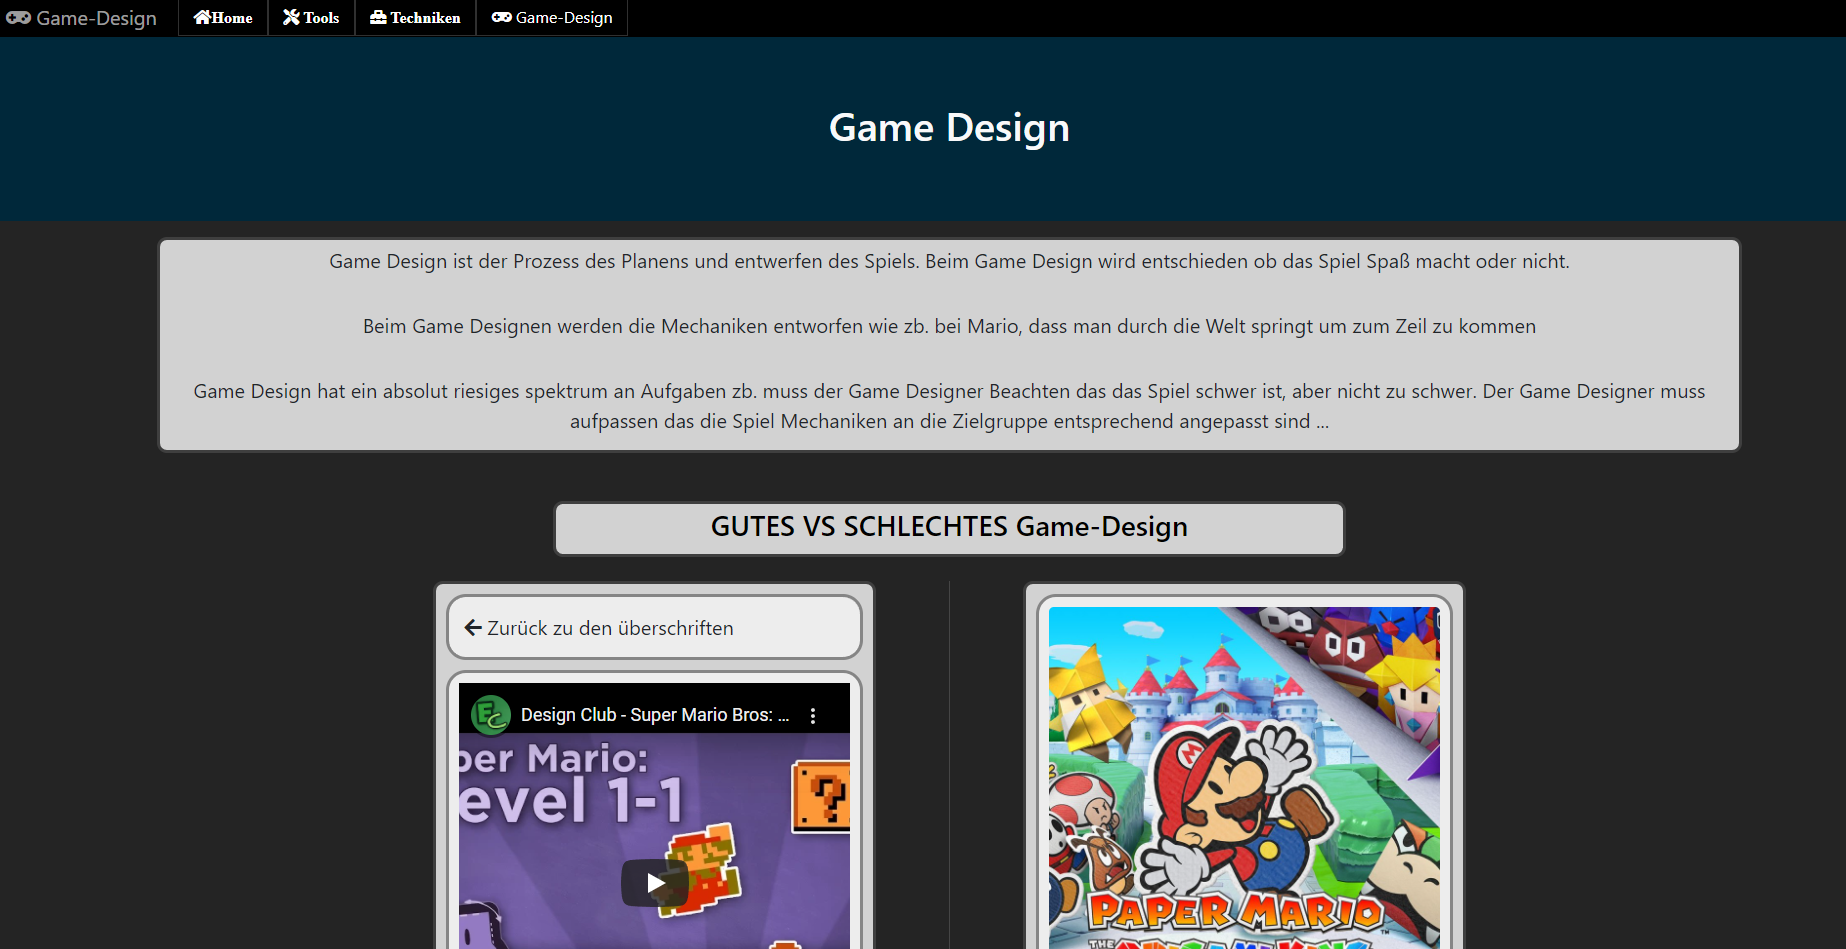 Game-Design
Home
Tools
Techniken
Game-Design
Game Design
Game Design ist der Prozess des Planens und entwerfen des Spiels. Beim Game Design wird entschieden ob das Spiel Spaß macht oder nicht.
Beim Game Designen werden die Mechaniken entworfen wie zb. bei Mario, dass man durch die Welt springt um zum Zeil zu kommen
Game Design hat ein absolut riesiges spektrum an Aufgaben zb. muss der Game Designer Beachten das das Spiel schwer ist, aber nicht zu schwer. Der Game Designer muss
aufpassen das die Spiel Mechaniken an die Zielgruppe entsprechend angepasst sind ...
GUTES VS SCHLECHTES Game-Design
Zurück zu den überschriften
EC
Design Club - Super Mario Bros: ...
per Mario:
evel 1-1
?
M
PAPER MARIO™
THE